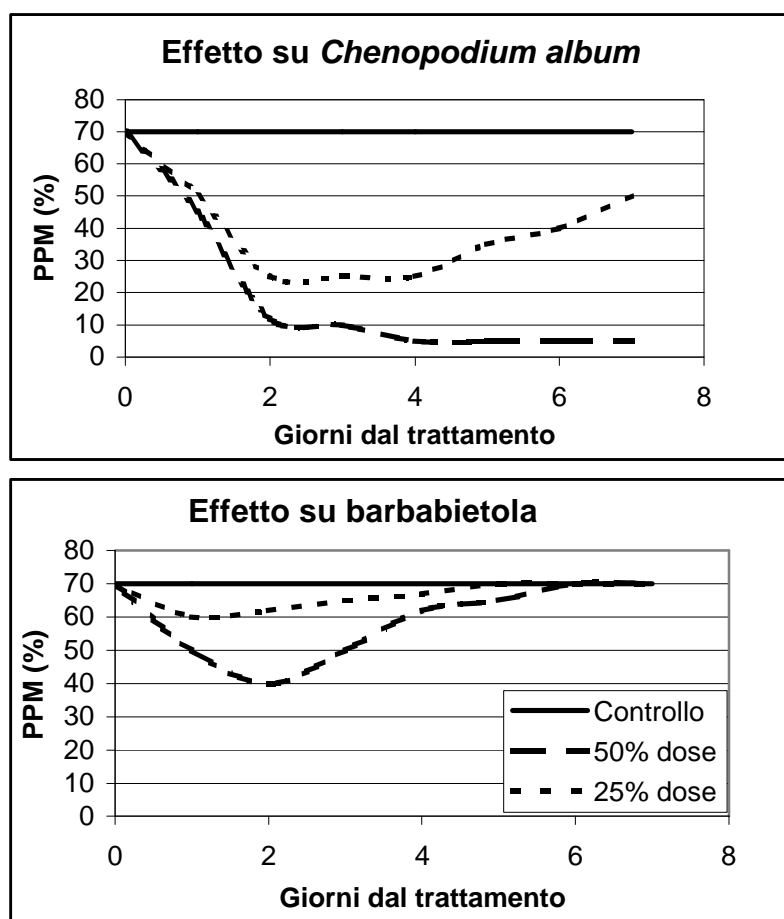 Effetto su Chenopodium album
80
70
60
50
40
30
20
10
0
PPM (%)
0 2 4 6 8
Giorni dal trattamento
Effetto su barbabietola
80
70
60
50
40
30
20
10
0
PPM (%)
Controllo
50% dose
25% dose
0 2 4 6 8
Giorni dal trattamento